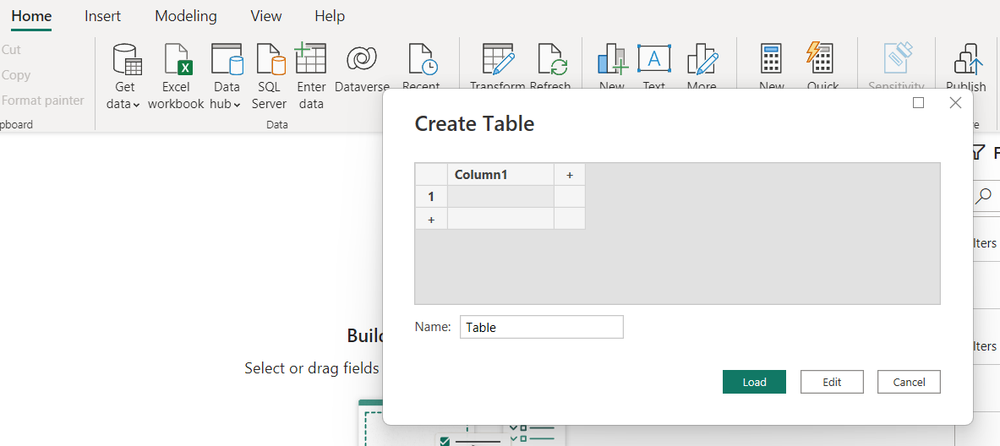 Home Insert Modeling View Help
Cut
Copy
Format painter
pboard
Get data
Excel workbook
Data hub
SQL Server
Enter data
Dataverse
Recent
Transform
Refresh
New
Text
More
New
Quick
Sensitivity
Publish
Data
Create Table
Column1 +
1
+
Name: Table
Load Edit Cancel
Build
Select or drag fields
lters
lters